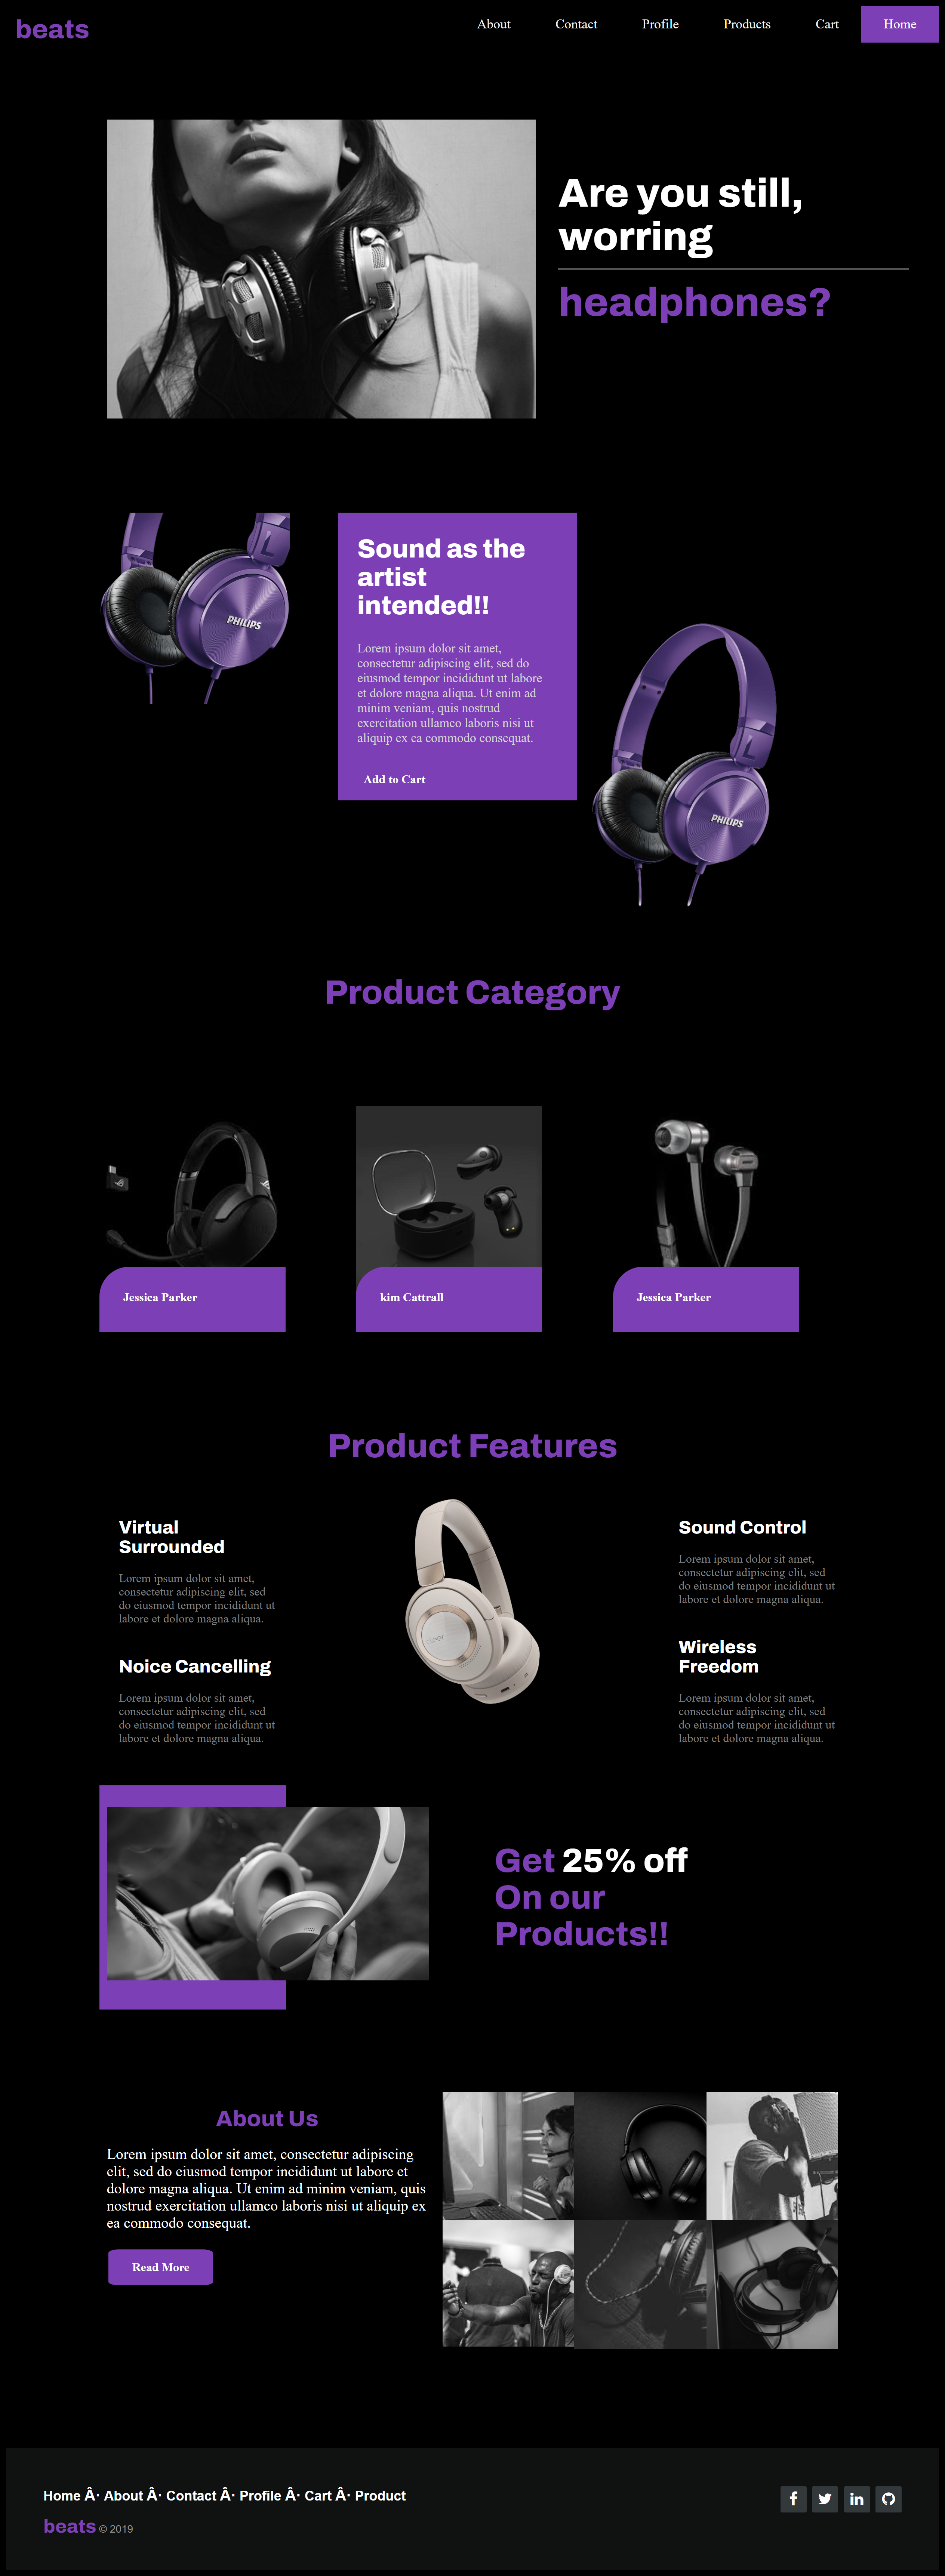 beats
About Contact Profile Products Cart Home
Are you still,
worring
headphones?
PHILIPS
Sound as the
artist
intended!!
Lorem ipsum dolor sit amet,
consectetur adipiscing elit, sed do
eiusmod tempor incididunt ut labore
et dolore magna aliqua. Ut enim ad
minim veniam, quis nostrud
exercitation ullamco laboris nisi ut
aliquip ex ea commodo consequat.
Add to Cart
PHILIPS
Product Category
Jessica Parker
kim Cattrall
Jessica Parker
Product Features
Virtual
Surrounded
Lorem ipsum dolor sit amet,
consectetur adipiscing elit, sed
do eiusmod tempor incididunt ut
labore et dolore magna aliqua.
Noice Cancelling
Lorem ipsum dolor sit amet,
consectetur adipiscing elit, sed
do eiusmod tempor incididunt ut
labore et dolore magna aliqua.
Sound Control
Lorem ipsum dolor sit amet,
consectetur adipiscing elit, sed
do eiusmod tempor incididunt ut
labore et dolore magna aliqua.
Wireless
Freedom
Lorem ipsum dolor sit amet,
consectetur adipiscing elit, sed
do eiusmod tempor incididunt ut
labore et dolore magna aliqua.
Get 25% off
On our
Products!!
About Us
Lorem ipsum dolor sit amet, consectetur adipiscing
elit, sed do eiusmod tempor incididunt ut labore et
dolore magna aliqua. Ut enim ad minim veniam, quis
nostrud exercitation ullamco laboris nisi ut aliquip ex
ea commodo consequat.
Read More
Home Â· About Â· Contact Â· Profile Â· Cart Â· Product
beats © 2019